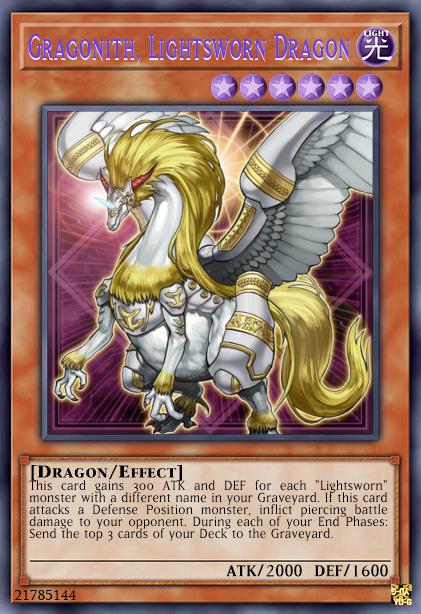 Gragonith, Lightsworn Dragon
LIGHT
光
[Dragon/Effect]
This card gains 300 ATK and DEF for each "Lightsworn"
monster with a different name in your Graveyard. If this card
attacks a Defense Position monster, inflict piercing battle
damage to your opponent. During each of your End Phases:
Send the top 3 cards of your Deck to the Graveyard.
ATK/2000 DEF/1600
21785144